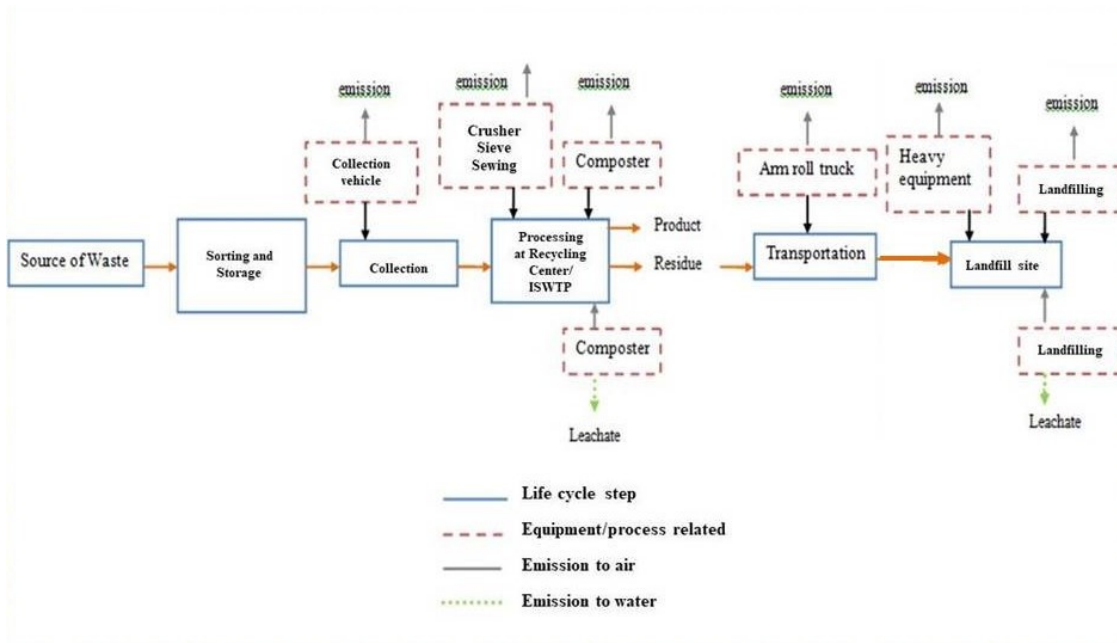 emission
emission
emission
emission
emission
emission
Collection
vehicle
Crusher
Sieve
Sewing
Composter
Arm roll truck
Heavy
equipment
Landfilling
Source of Waste
Sorting and
Storage
Collection
Processing
at Recycling
Center/
ISWTP
Product
Residue
Transportation
Landfill site
Composter
Landfilling
Leachate
Leachate
Life cycle step
Equipment/process related
Emission to air
Emission to water